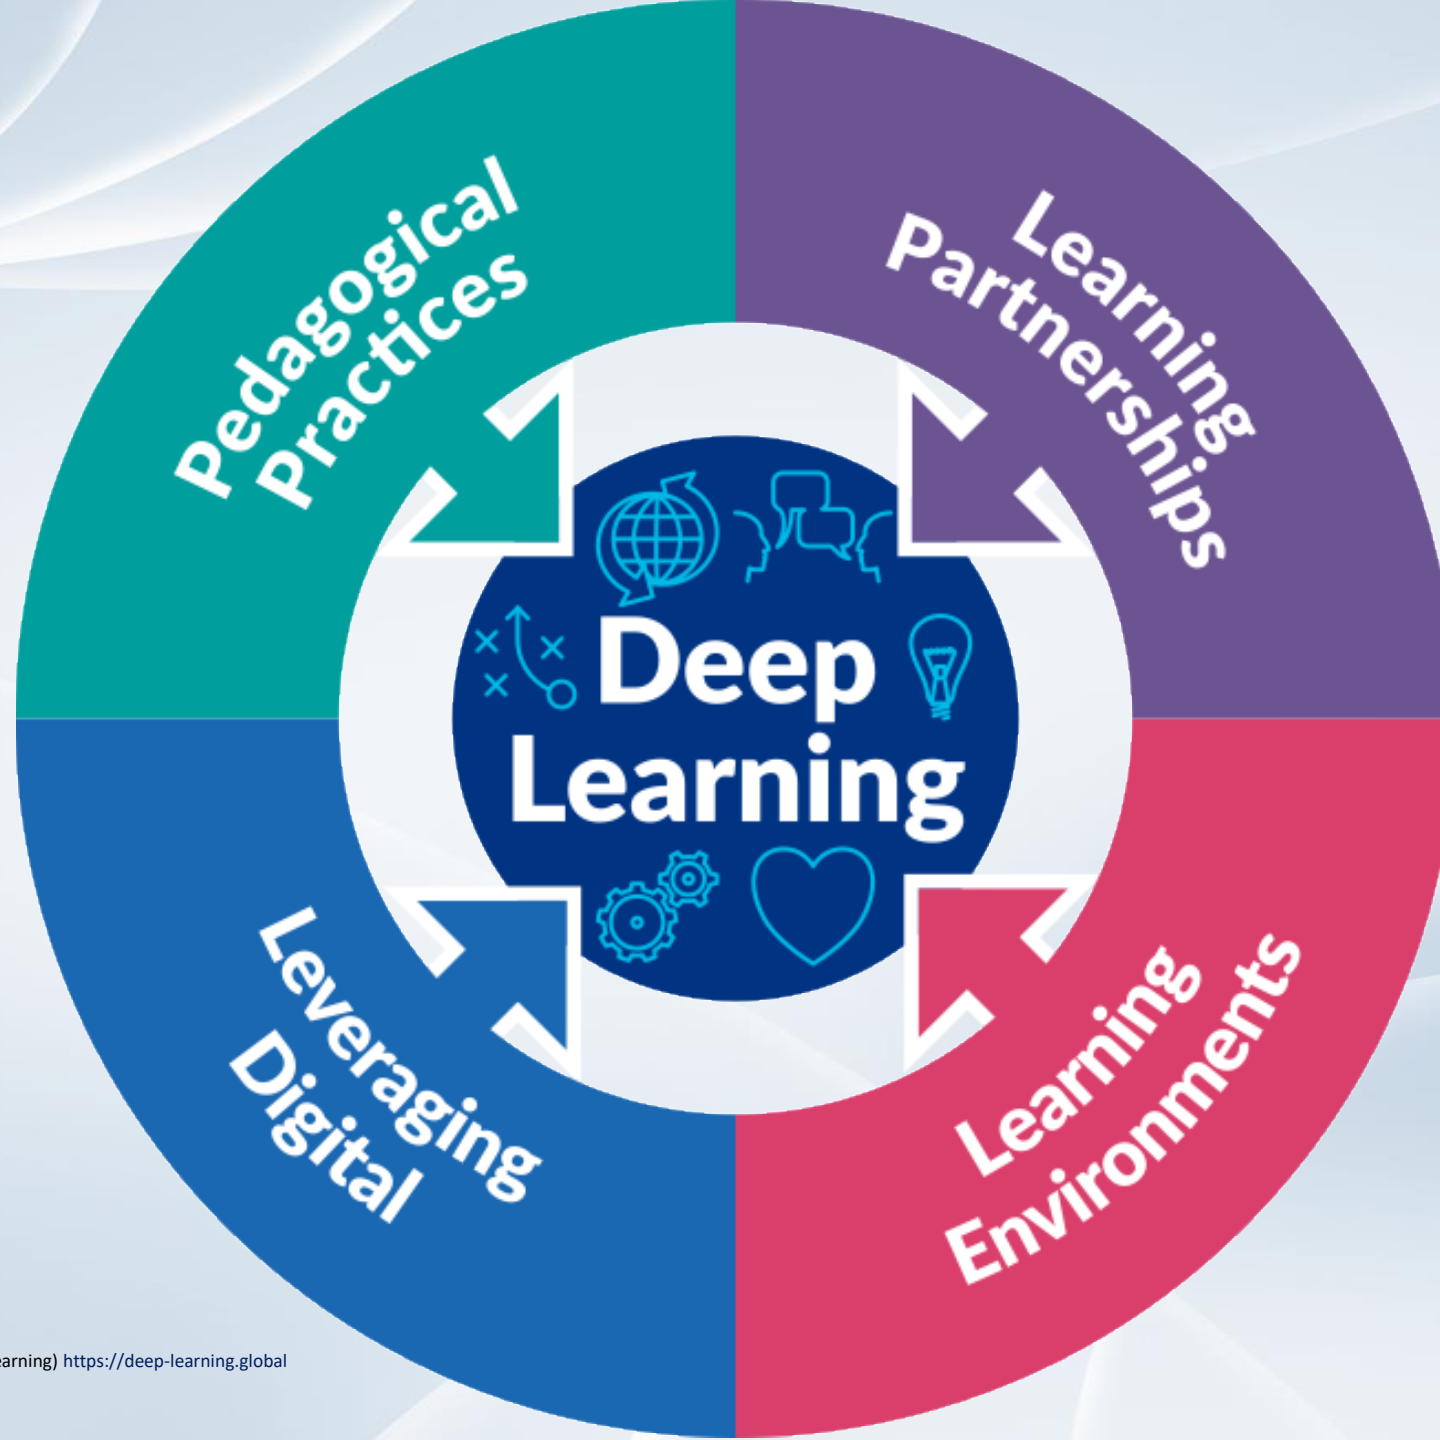 Pedagogical
Practices
Learning
Partnerships
Deep
Learning
Leveraging
Digital
Learning
Environments
earning) https://deep-learning.global